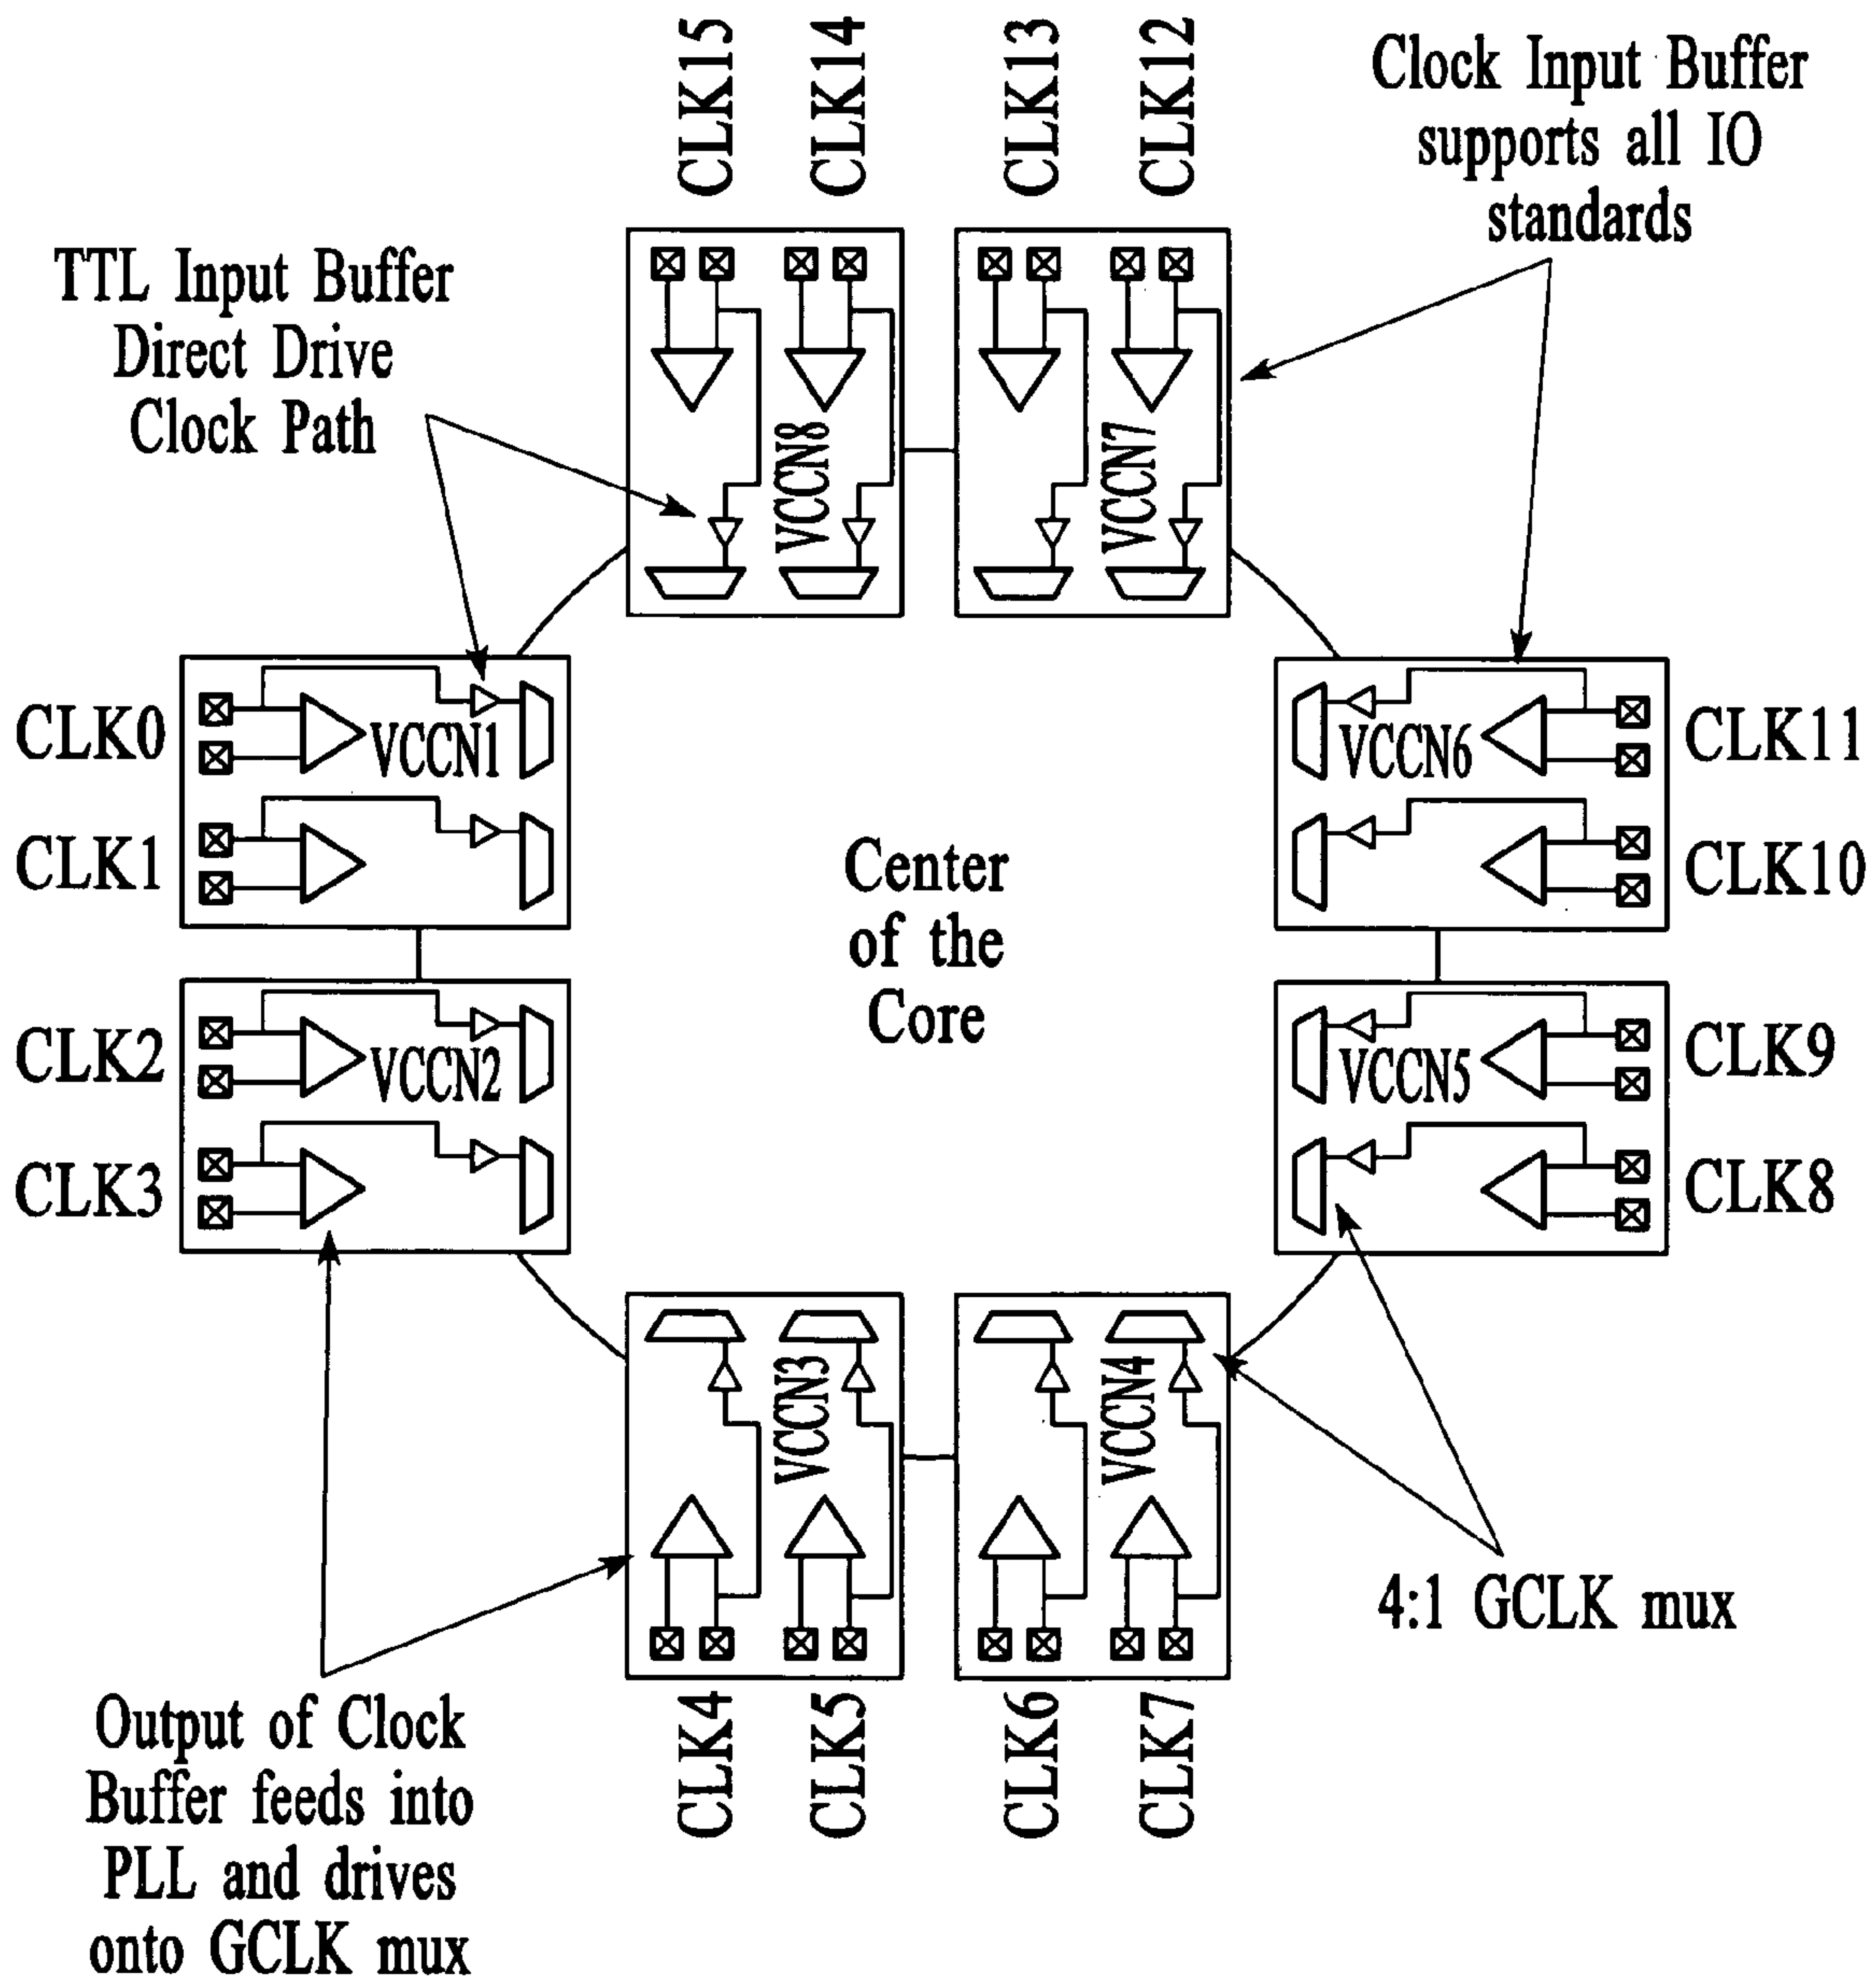 CLK15
CLK14
CLK13
CLK12
Clock Input Buffer
supports all IO
standards
TTL Input Buffer
Direct Drive
Clock Path
VCCN8
VCCN7
CLK0
VCCN1
CLK1
VCCN6
CLK11
CLK10
Center
of the
Core
CLK2
VCCN2
CLK3
VCCN5
CLK9
CLK8
VCCN3
VCCN4
4:1 GCLK mux
CLK4
CLK5
CLK6
CLK7
Output of Clock
Buffer feeds into
PLL and drives
onto GCLK mux